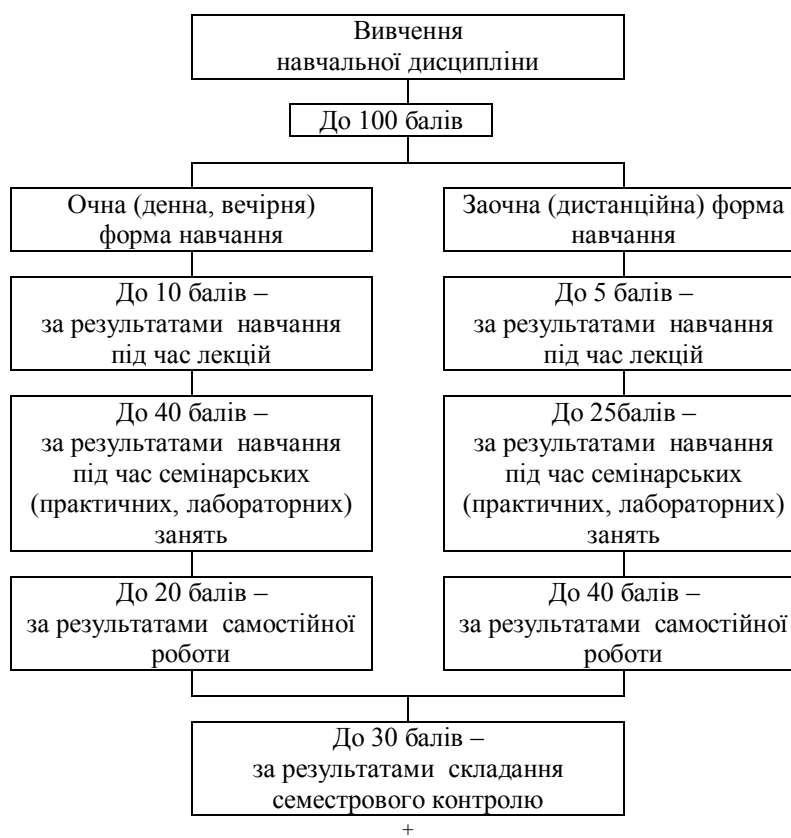 Вивчення
навчальної дисципліни
До 100 балів
Очна (денна, вечірня)
форма навчання
Заочна (дистанційна) форма
навчання
До 10 балів –
за результатами навчання
під час лекцій
До 5 балів –
за результатами навчання
під час лекцій
До 40 балів –
за результатами навчання
під час семінарських
(практичних, лабораторних)
занять
До 25балів–
за результатами навчання
під час семінарських
(практичних, лабораторних)
занять
До 20 балів –
за результатами самостійної
роботи
До 40 балів –
за результатами самостійної
роботи
До 30 балів –
за результатами складання
семестрового контролю
+